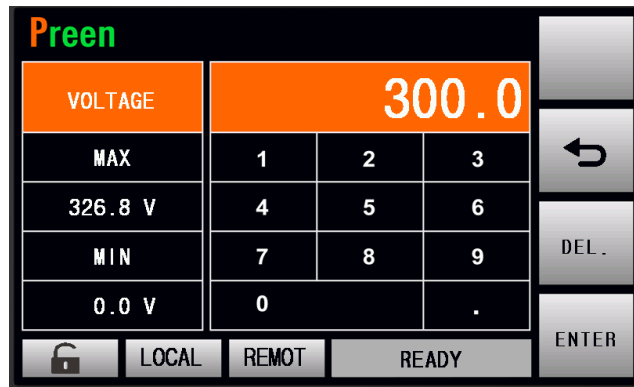 Preen
VOLTAGE 300.0
MAX 1 2 3
326.8 V 4 5 6
MIN 7 8 9
DEL.
0.0 V 0 .
ENTER
LOCAL REMOT READY